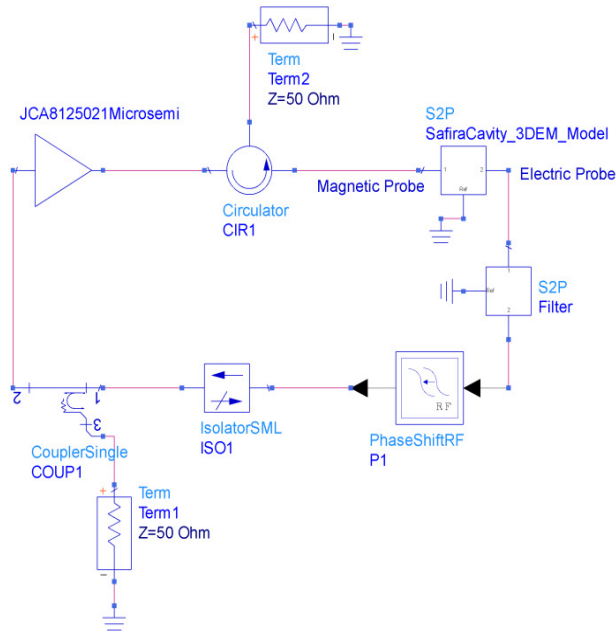 +
Term
Term2
Z=50 Ohm
JCA8125021Microsemi
S2P
SafiraCavity_3DEM_Model
1
2
Ref
Magnetic Probe
Electric Probe
Circulator
CIR1
1
Ref
2
S2P
Filter
RF
PhaseShiftRF
P1
IsolatorSML
ISO1
2
1
3
CouplerSingle
COUP1
+
Term
Term1
Z=50 Ohm